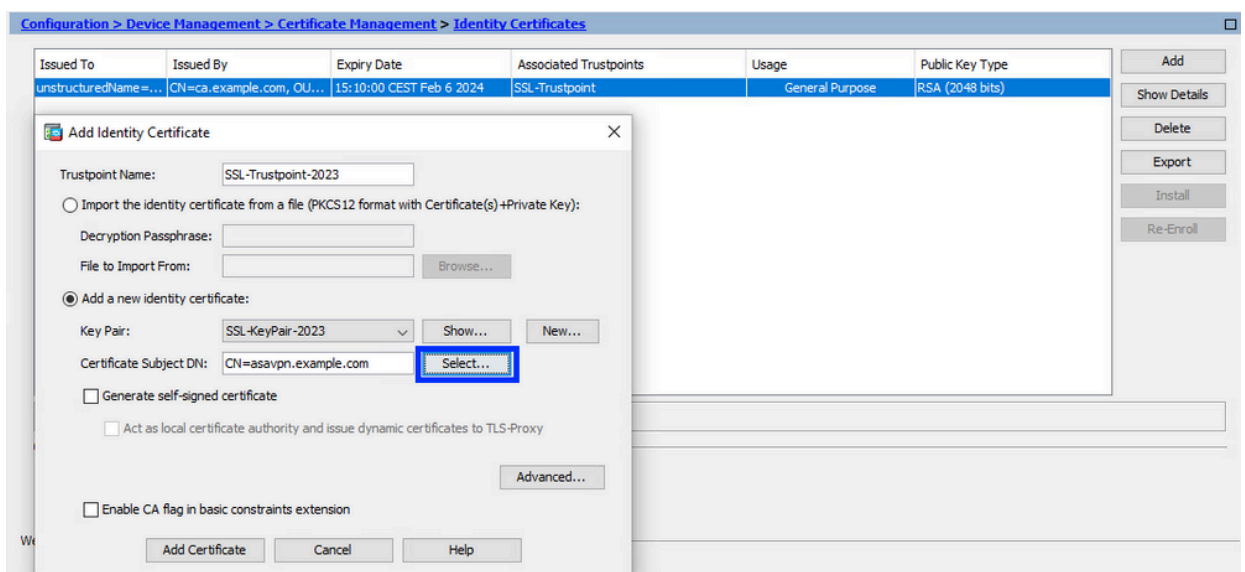 Configuration > Device Management > Certificate Management > Identity Certificates
Issued To Issued By Expiry Date Associated Trustpoints Usage Public Key Type
unstructuredName=... CN=ca.example.com, OU... 15:10:00 CEST Feb 6 2024 SSL-Trustpoint General Purpose RSA (2048 bits)
Add
Show Details
Delete
Export
Install
Re-Enroll
Add Identity Certificate
Trustpoint Name: SSL-Trustpoint-2023
Import the identity certificate from a file (PKCS12 format with Certificate(s)+Private Key):
Decryption Passphrase:
File to Import From: Browse...
Add a new identity certificate:
Key Pair: SSL-KeyPair-2023 Show... New...
Certificate Subject DN: CN=asavpn.example.com Select...
Generate self-signed certificate
Act as local certificate authority and issue dynamic certificates to TLS-Proxy
Advanced...
Enable CA flag in basic constraints extension
Add Certificate Cancel Help